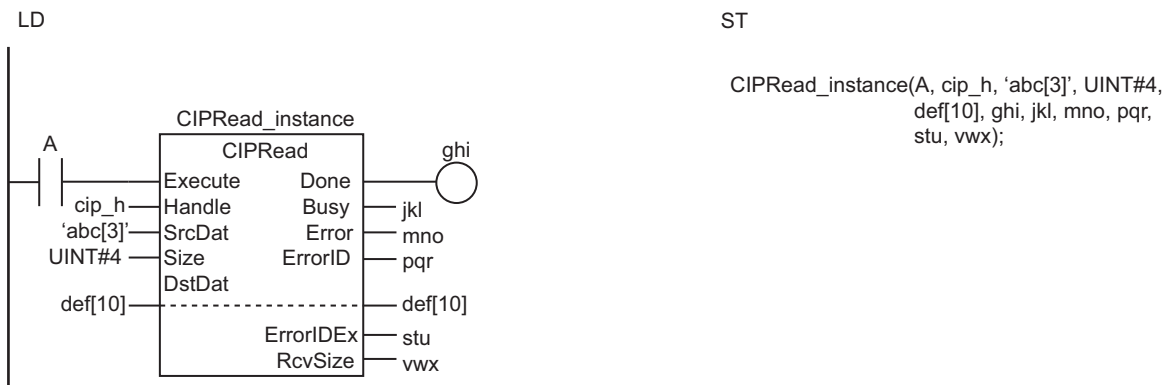 LD
ST
CIPRead_instance(A, cip_h, ‘abc[3]’, UINT#4,
def[10], ghi, jkl, mno, pqr,
stu, vwx);
CIPRead_instance
A
CIPRead
ghi
Execute Done
cip_h Handle Busy jkl
‘abc[3]’ SrcDat Error mno
UINT#4 Size ErrorID pqr
DstDat
def[10] def[10]
ErrorIDEx stu
RcvSize vwx